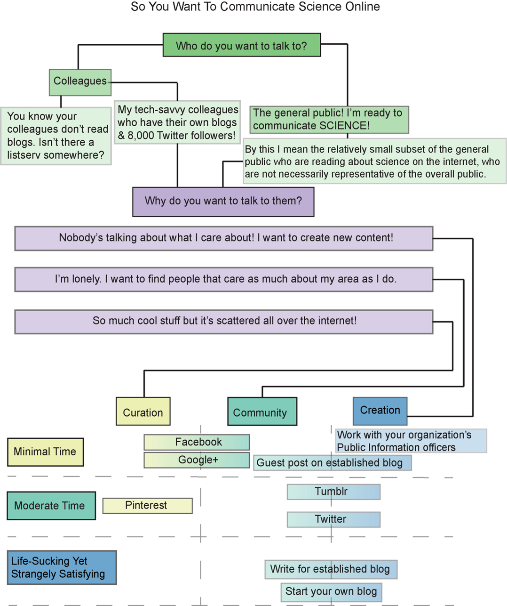 So You Want To Communicate Science Online
Who do you want to talk to?
Colleagues
You know your
colleagues don't read
blogs. Isn't there a
listserv somewhere?
My tech-savvy colleagues
who have their own blogs
& 8,000 Twitter followers!
The general public! I'm ready to
communicate SCIENCE!
By this I mean the relatively small subset of the general
public who are reading about science on the internet, who
are not necessarily representative of the overall public.
Why do you want to talk to them?
Nobody's talking about what I care about! I want to create new content!
I'm lonely. I want to find people that care as much about my area as I do.
So much cool stuff but it's scattered all over the internet!
Curation
Community
Creation
Minimal Time
Facebook
Google+
Work with your organization's
Public Information officers
Guest post on established blog
Moderate Time
Pinterest
Tumblr
Twitter
Life-Sucking Yet
Strangely Satisfying
Write for established blog
Start your own blog